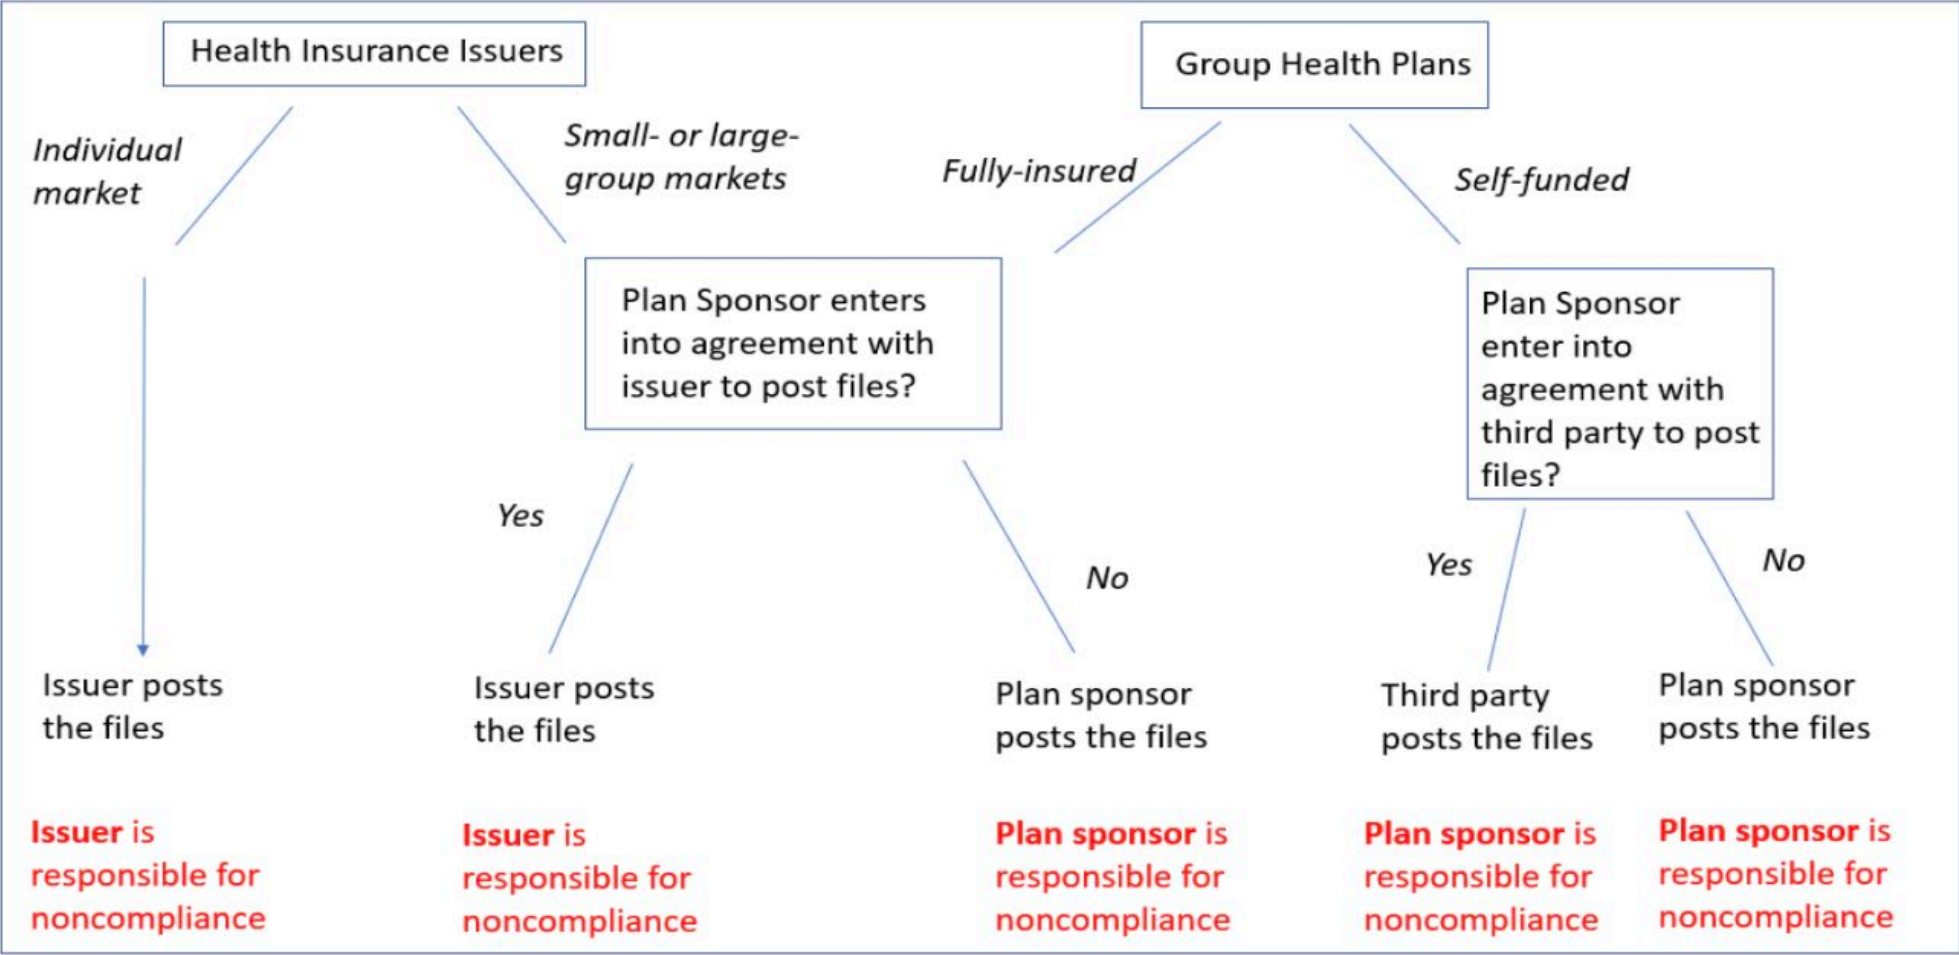 Health Insurance Issuers
Group Health Plans
Individual
market
Small- or large-
group markets
Fully-insured
Self-funded
Plan Sponsor enters
into agreement with
issuer to post files?
Plan Sponsor
enter into
agreement with
third party to post
files?
Yes
No
Yes
No
Issuer posts
the files
Issuer posts
the files
Plan sponsor
posts the files
Third party
posts the files
Plan sponsor
posts the files
Issuer is
responsible for
noncompliance
Issuer is
responsible for
noncompliance
Plan sponsor is
responsible for
noncompliance
Plan sponsor is
responsible for
noncompliance
Plan sponsor is
responsible for
noncompliance